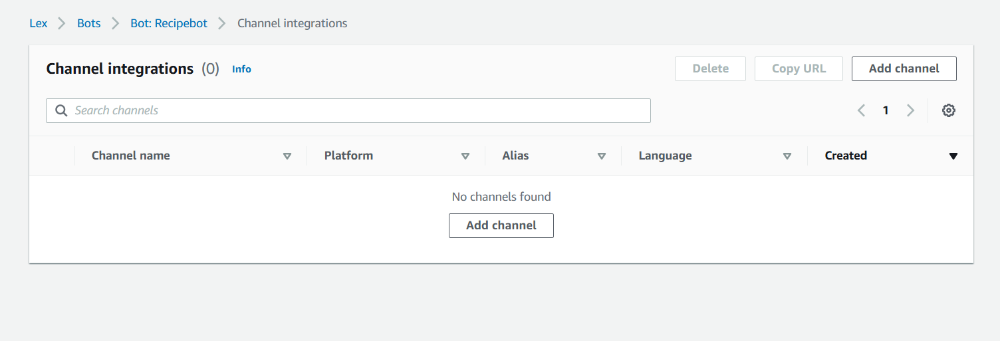 Lex Bots Bot: Recipebot Channel integrations
Channel integrations (0) Info Delete Copy URL Add channel
Search channels 1
Channel name Platform Alias Language Created
No channels found
Add channel